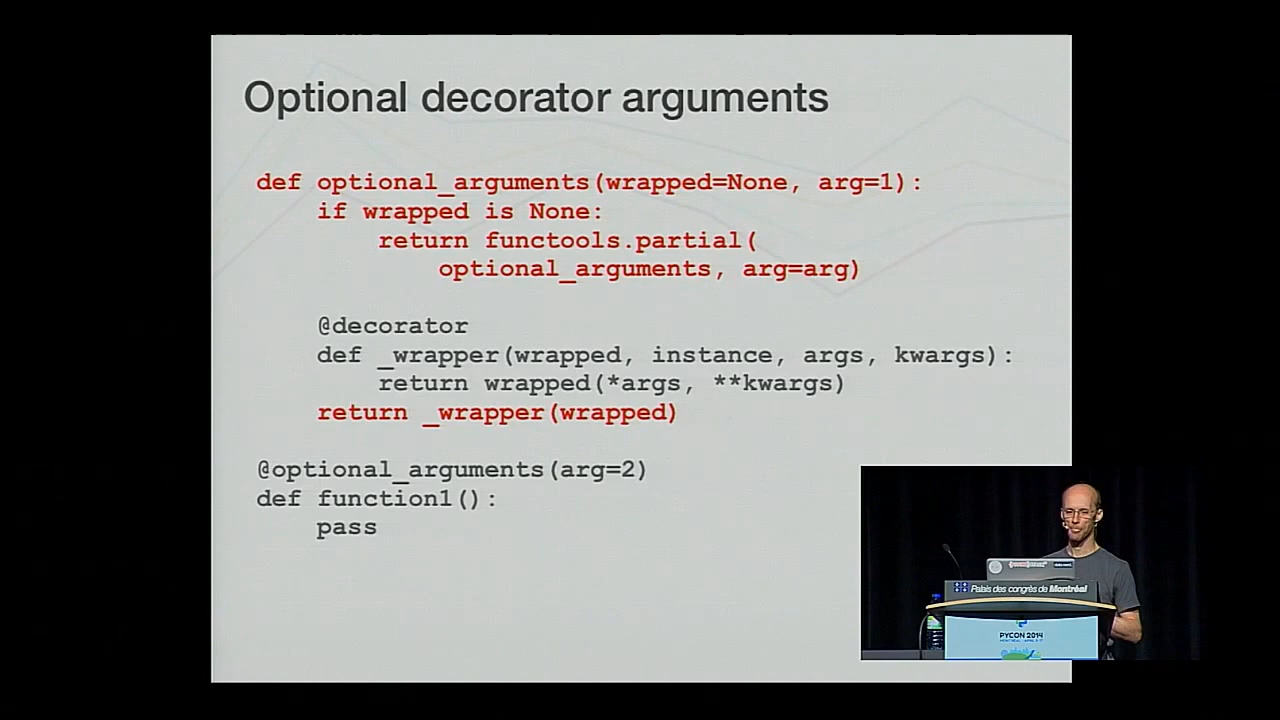 Optional decorator arguments
def optional_arguments(wrapped=None, arg=1):
    if wrapped is None:
        return functools.partial(
            optional_arguments, arg=arg)
    @decorator
    def _wrapper(wrapped, instance, args, kwargs):
        return wrapped(*args, **kwargs)
    return _wrapper(wrapped)
@optional_arguments(arg=2)
def function1():
    pass
Palais des congrès de Montréal
PYCON 2014